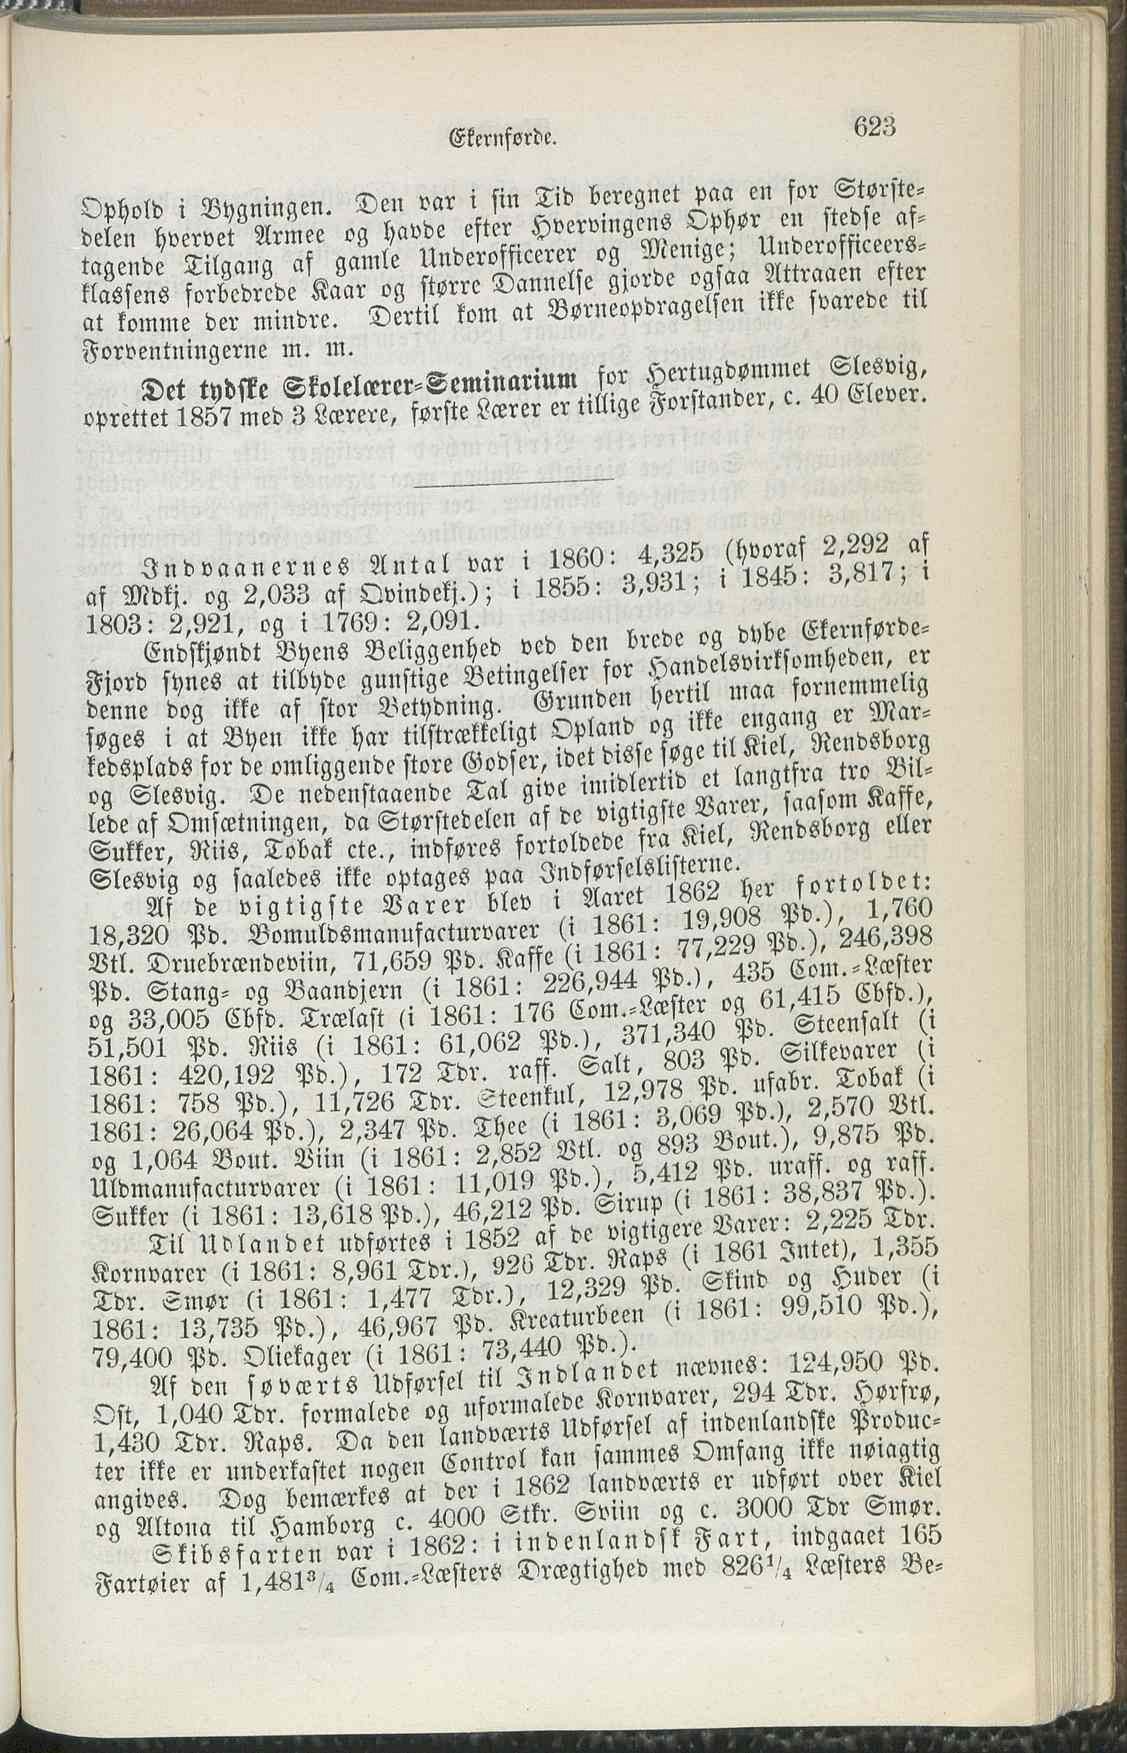 Ekernførde.
623
Ophold i Bygningen. Den var i sin Tid beregnet paa en for Største-
delen hvervet Armee og havde efter Hvervingens Ophør en stedse af-
tagende Tilgang af gamle Underofficerer og Menige; Underofficeers-
klassens forbedrede Kaar og større Dannelse gjorde ogsaa Attraaen efter
at komme der mindre. Dertil kom at Børneopdragelsen ikke svarede til
Forventningerne m. m.
Det tydske Skolelærer-Seminarium for Hertugdømmet Slesvig,
oprettet 1857 med 3 Lærere, første Lærer er tillige Forstander, c. 40 Elever.
Indvaanernes Antal var i 1860: 4,325 (hvoraf 2,292 af
af Mdkj. og 2,033 af Qvindekj.); i 1855: 3,931; i 1845: 3,817; i
1803: 2,921, og i 1769: 2,091.
Endskjøndt Byens Beliggenhed ved den brede og dybe Ekernførde-
Fjord synes at tilbyde gunstige Betingelser for Handelsvirksomheden, er
denne dog ikke af stor Betydning. Grunden hertil maa fornemmelig
søges i at Byen ikke har tilstrækkeligt Opland og ikke engang er Mar-
kedsplads for de omliggende store Godser, idet disse søge til Kiel, Rendsborg
og Slesvig. De nedenstaaende Tal give imidlertid et langtfra tro Bil-
lede af Omsætningen, da Størstedelen af de vigtigste Varer, saasom Kaffe,
Sukker, Riis, Tobak etc., indføres fortoldede fra Kiel, Rendsborg eller
Slesvig og saaledes ikke optages paa Indførselslisterne.
Af de vigtigste Varer blev i Aaret 1862 her fortoldet:
18,320 Pd. Bomuldsmanufacturvarer (i 1861: 19,908 Pd.), 1,760
Vtl. Druebrændeviin, 71,659 Pd. Kaffe (i 1861: 77,229 Pd.), 246,398
Pd. Stang- og Baandjern (i 1861: 226,944 Pd.), 435 Com.-Læster
og 33,005 Cbfd. Trælast (i 1861: 176 Com.-Læster og 61,415 Cbfd.),
51,501 Pd. Riis (i 1861: 61,062 Pd.), 371,340 Pd. Steensalt (i
1861: 420,192 Pd.), 172 Tdr. raff. Salt, 803 Pd. Silkevarer (i
1861: 758 Pd.), 11,726 Tdr. Steenkul, 12,978 Pd. ufabr. Tobak (i
1861: 26,064 Pd.), 2,347 Pd. Thee (i 1861: 3,069 Pd.), 2,570 Vtl.
og 1,064 Bout. Viin (i 1861: 2,852 Vtl. og 893 Bout.), 9,875 Pd.
Uldmanufacturvarer (i 1861: 11,019 Pd.), 5,412 Pd. uraff. og raff.
Sukker (i 1861: 13,618 Pd.), 46,212 Pd. Sirup (i 1861: 38,837 Pd.).
Til Udlandet udførtes i 1852 af de vigtigere Varer: 2,225 Tdr.
Kornvarer (i 1861: 8,961 Tdr.), 926 Tdr. Raps (i 1861 Intet), 1,355
Tdr. Smør (i 1861: 1,477 Tdr.), 12,329 Pd. Skind og Huder (i
1861: 13,735 Pd.), 46,967 Pd. Kreaturbeen (i 1861: 99,510 Pd.),
79,400 Pd. Oliekager (i 1861: 73,440 Pd.).
Af den søværts Udførsel til Indlandet nævnes: 124,950 Pd.
Ost, 1,040 Tdr. formalede og uformalede Kornvarer, 294 Tdr. Hørfrø,
1,430 Tdr. Raps. Da den landværts Udførsel af indenlandske Produc-
ter ikke er underkastet nogen Control kan sammes Omfang ikke nøiagtig
angives. Dog bemærkes at der i 1862 landværts er udført over Kiel
og Altona til Hamborg c. 4000 Stkr. Sviin og c. 3000 Tdr Smør.
Skibsfarten var i 1862: i indenlandsk Fart, indgaaet 165
Fartøier af 1,481¾ Com.-Læsters Drægtighed med 826¼ Læsters Be-